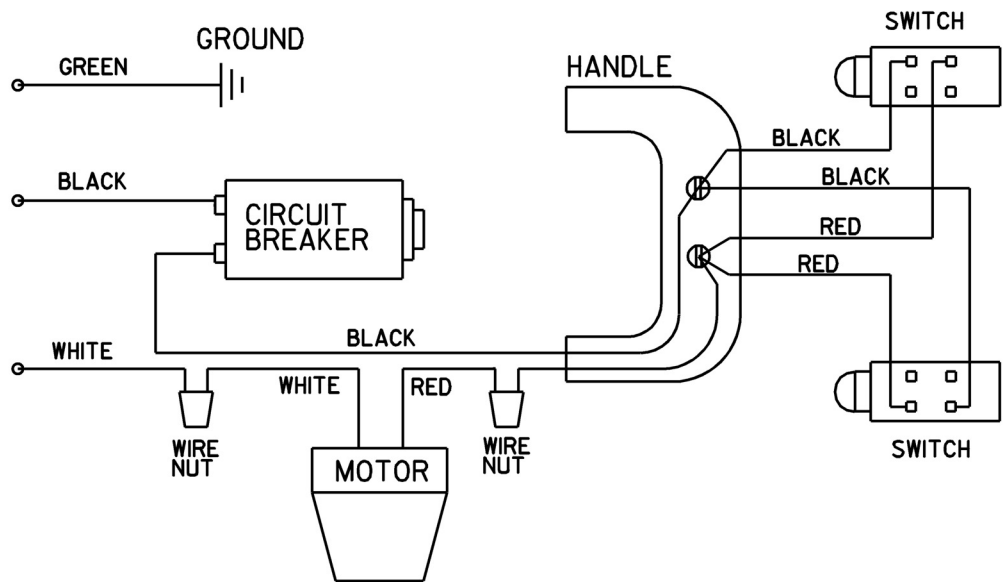 SWITCH
GROUND
GREEN
HANDLE
BLACK
BLACK
BLACK
CIRCUIT
BREAKER
RED
RED
BLACK
WHITE
WHITE
RED
WIRE
NUT
WIRE
NUT
SWITCH
MOTOR